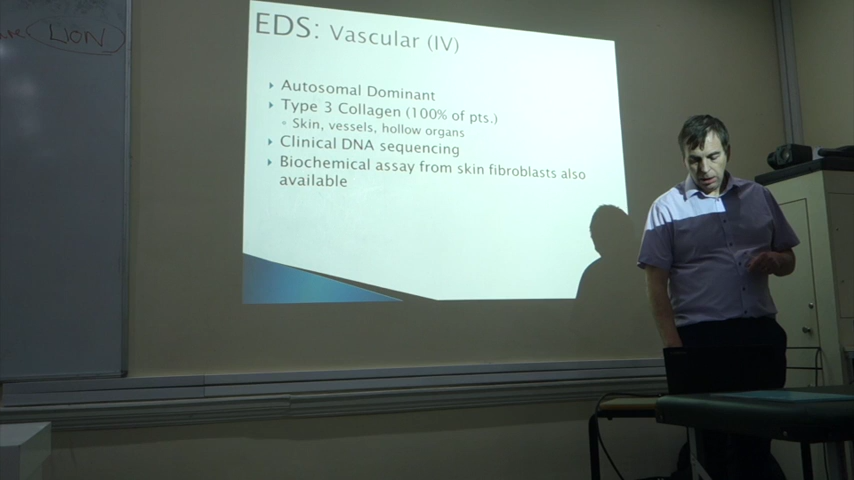 LION
EDS: Vascular (IV)
Autosomal Dominant
Type 3 Collagen (100% of pts.)
Skin, vessels, hollow organs
Clinical DNA sequencing
Biochemical assay from skin fibroblasts also
available